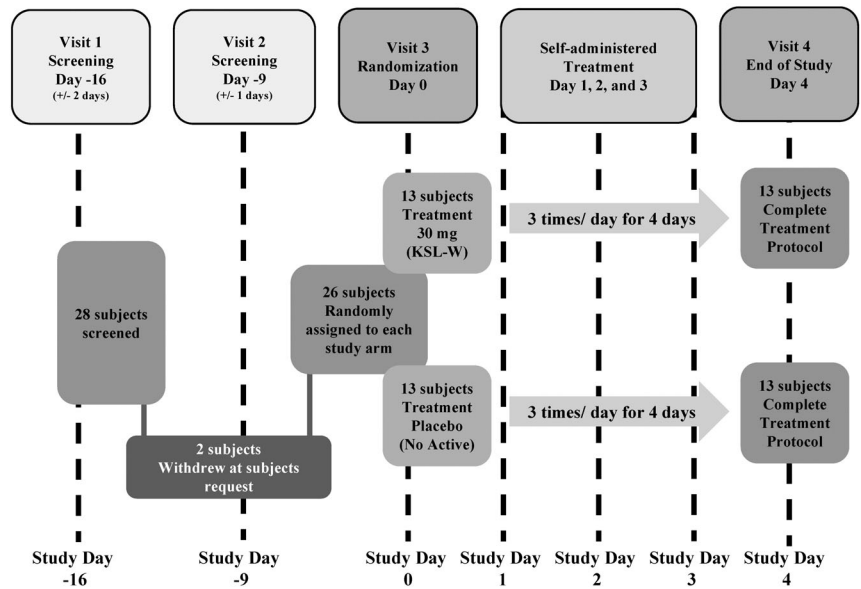 Visit 1
Screening
Day -16
(+/- 2 days)
Visit 2
Screening
Day -9
(+/- 1 days)
Visit 3
Randomization
Day 0
Self-administered
Treatment
Day 1, 2, and 3
Visit 4
End of Study
Day 4
28 subjects
screened
2 subjects
Withdrew at subjects
request
26 subjects
Randomly
assigned to each
study arm
13 subjects
Treatment
30 mg
(KSL-W)
3 times/ day for 4 days
13 subjects
Complete
Treatment
Protocol
13 subjects
Treatment
Placebo
(No Active)
3 times/ day for 4 days
13 subjects
Complete
Treatment
Protocol
Study Day
-16
Study Day
-9
Study Day
0
Study Day
1
Study Day
2
Study Day
3
Study Day
4